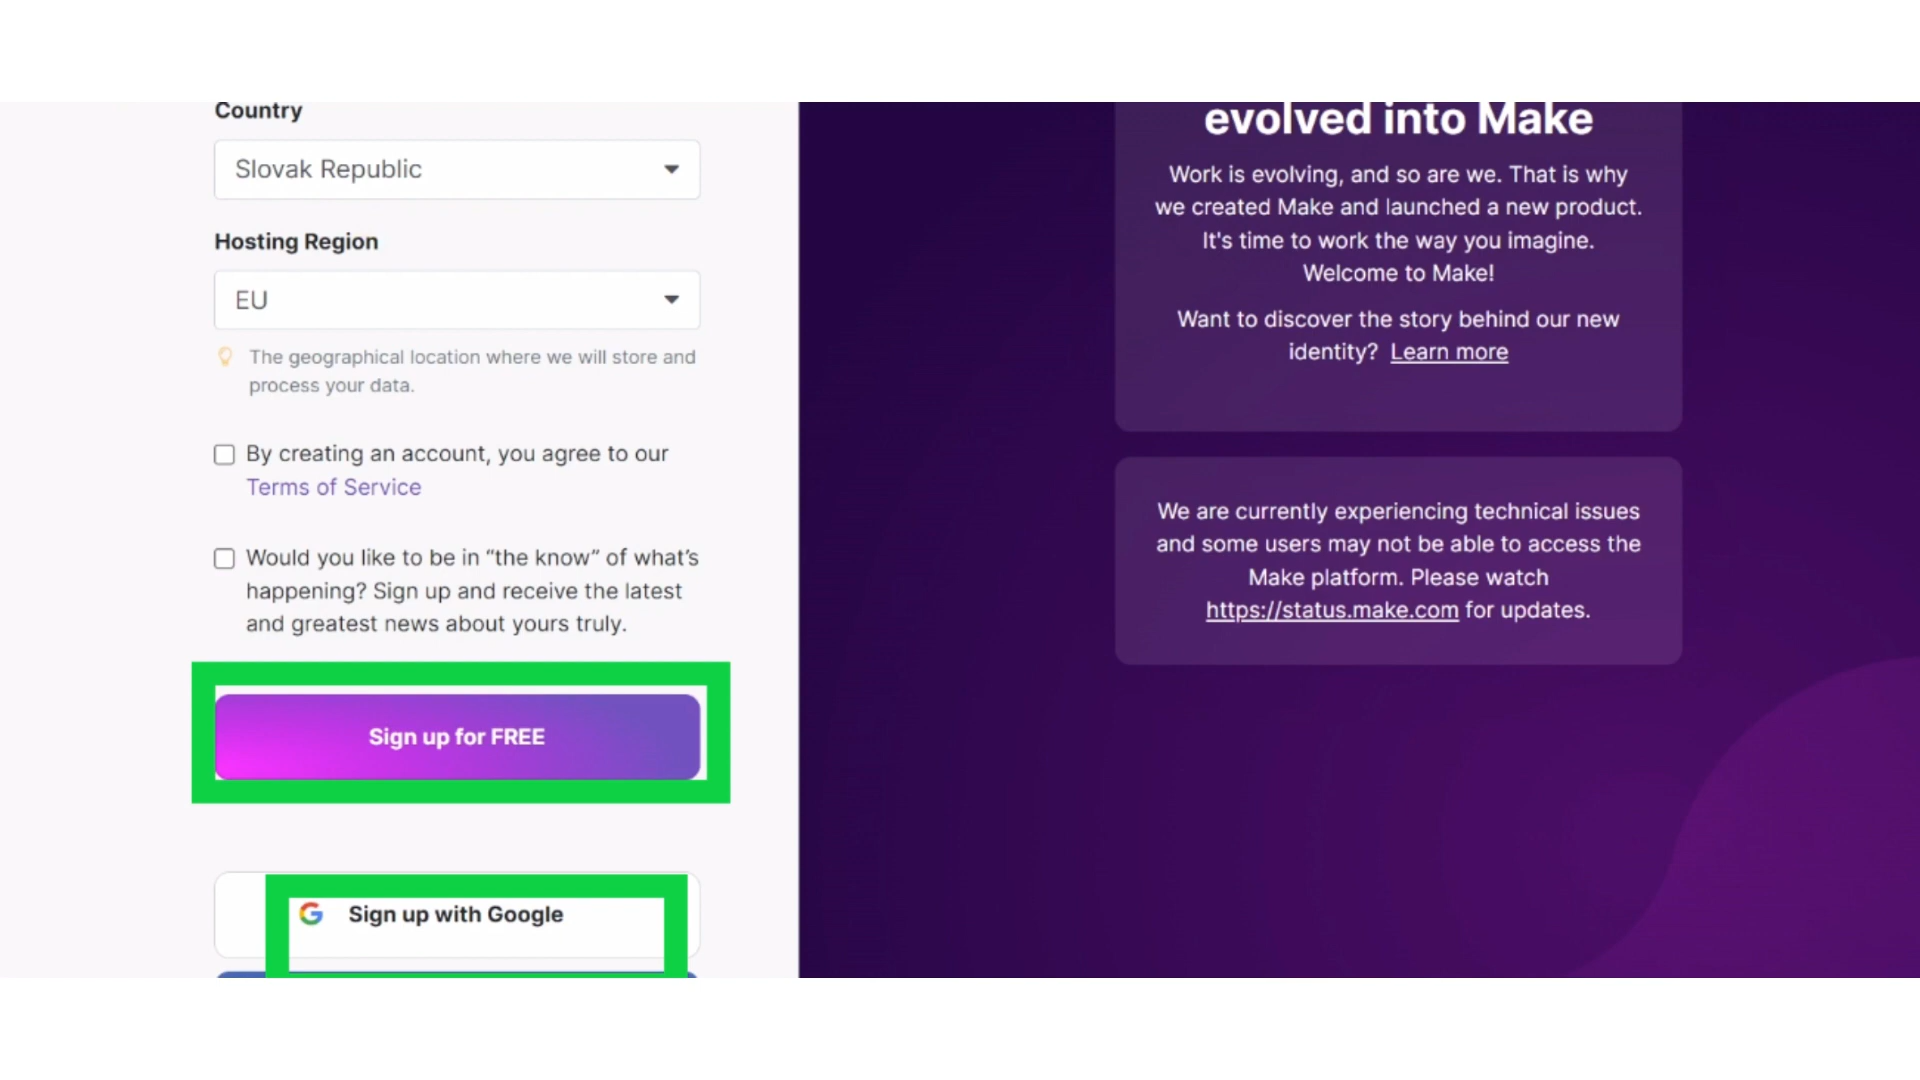 Country
Slovak Republic
Hosting Region
EU
The geographical location where we will store and
process your data.
By creating an account, you agree to our
Terms of Service
Would you like to be in “the know” of what’s
happening? Sign up and receive the latest
and greatest news about yours truly.
Sign up for FREE
Sign up with Google
evolved into Make
Work is evolving, and so are we. That is why
we created Make and launched a new product.
It's time to work the way you imagine.
Welcome to Make!
Want to discover the story behind our new
identity? Learn more
We are currently experiencing technical issues
and some users may not be able to access the
Make platform. Please watch
https://status.make.com for updates.